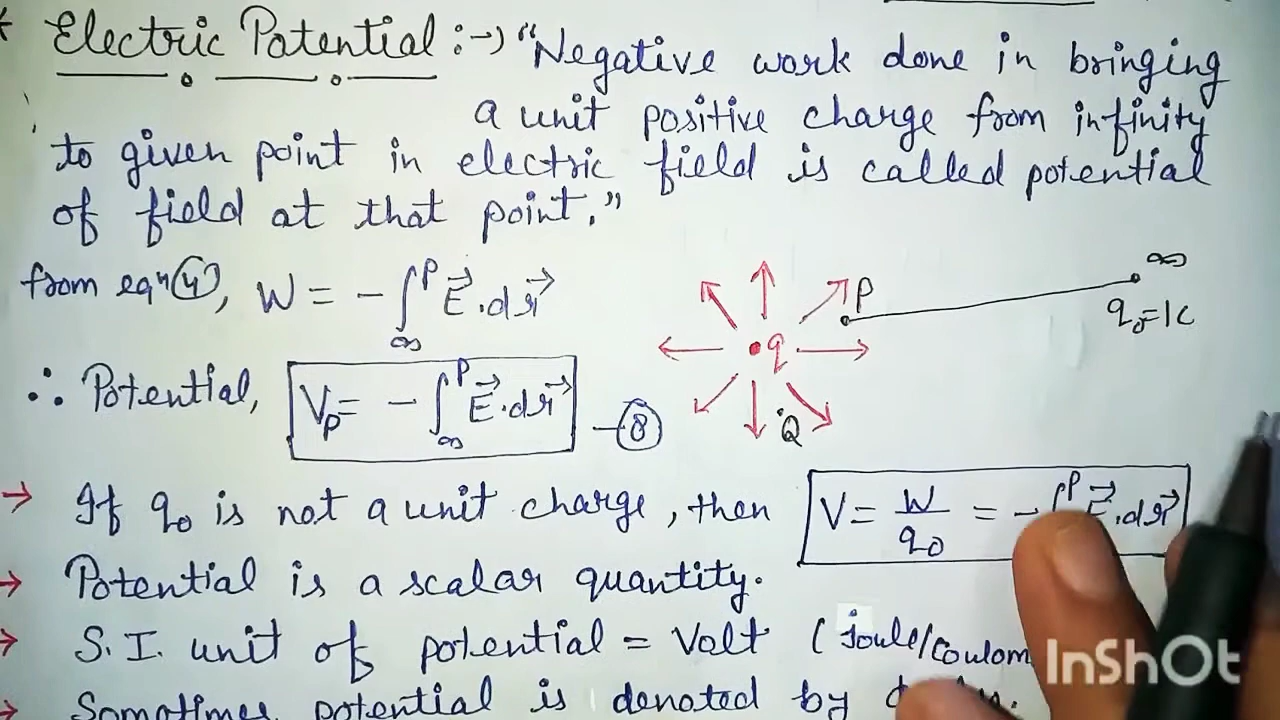 Electric Potential :→ "Negative work done in bringing
a unit positive charge from infinity
to given point in electric field is called potential
of field at that point."
from eqⁿ(4), W = - ∫_∞^P E⃗.dr⃗
∴ Potential, V_P = - ∫_∞^P E⃗.dr⃗ —(8)
P
∞
q₀=1C
q
Q
→ If q₀ is not a unit charge, then V = W/q₀ = - ∫^P E⃗.dr⃗
→ Potential is a scalar quantity.
→ S.I. unit of potential = Volt (joule/coulom
→ Sometimes potential is denoted by
InShOt